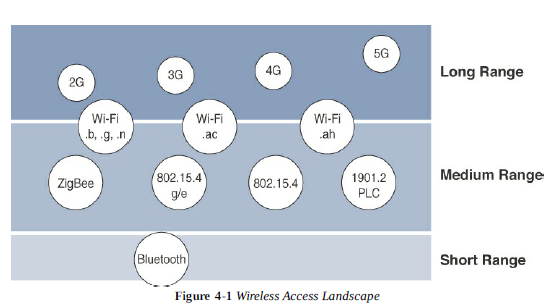 2G
3G
4G
5G
Long Range
Wi-Fi
.b, .g, .n
Wi-Fi
.ac
Wi-Fi
.ah
ZigBee
802.15.4
g/e
802.15.4
1901.2
PLC
Medium Range
Bluetooth
Short Range
Figure 4-1 Wireless Access Landscape